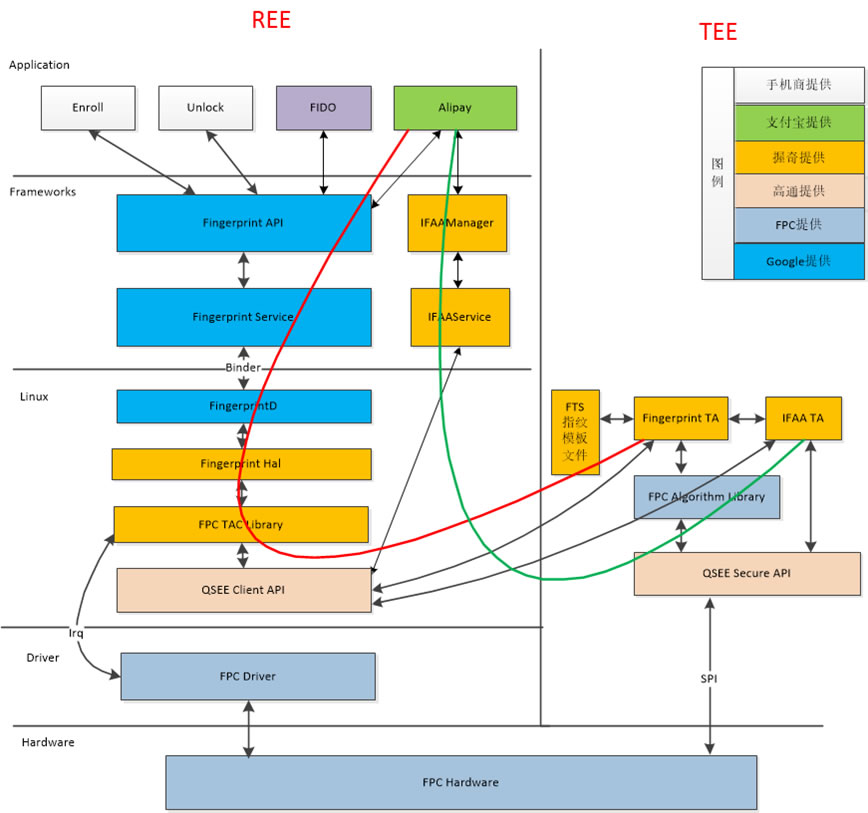 REE
TEE
Application
Enroll
Unlock
FIDO
Alipay
图
例
手机商提供
支付宝提供
握奇提供
高通提供
FPC提供
Google提供
Frameworks
Fingerprint API
IFAAManager
Fingerprint Service
IFAAService
Binder
Linux
FingerprintD
Fingerprint Hal
FPC TAC Library
QSEE Client API
FTS
指纹
模板
文件
Fingerprint TA
IFAA TA
FPC Algorithm Library
QSEE Secure API
Irq
Driver
FPC Driver
SPI
Hardware
FPC Hardware